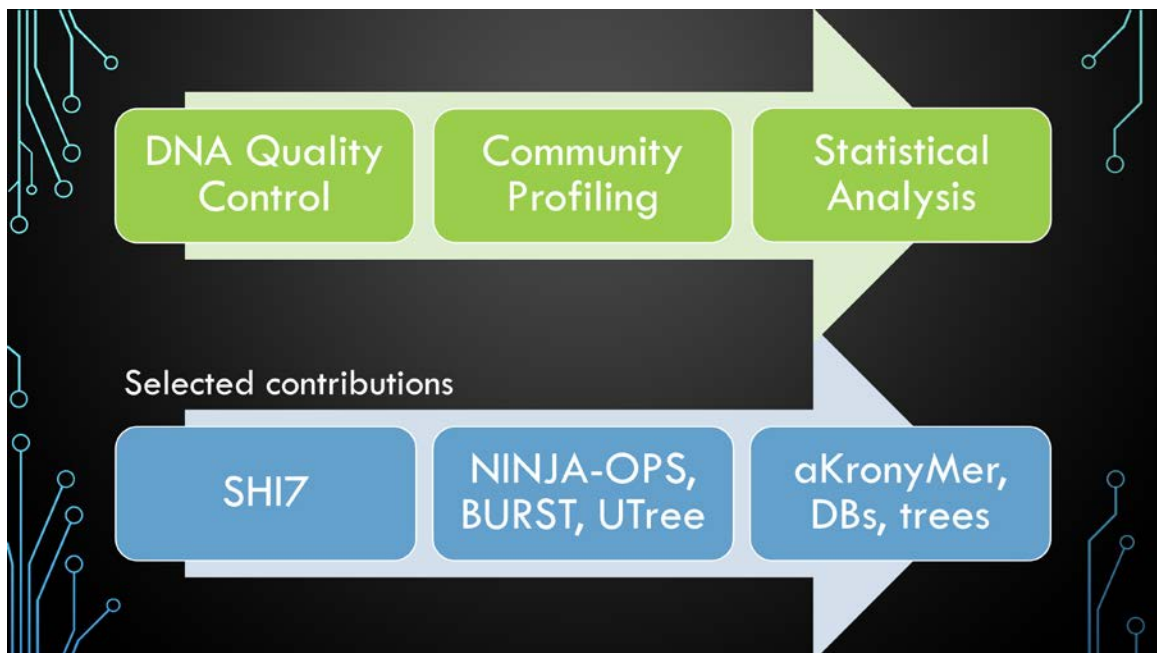 DNA Quality
Control
Community
Profiling
Statistical
Analysis
Selected contributions
SHI7
NINJA-OPS,
BURST, UTree
aKronyMer,
DBs, trees